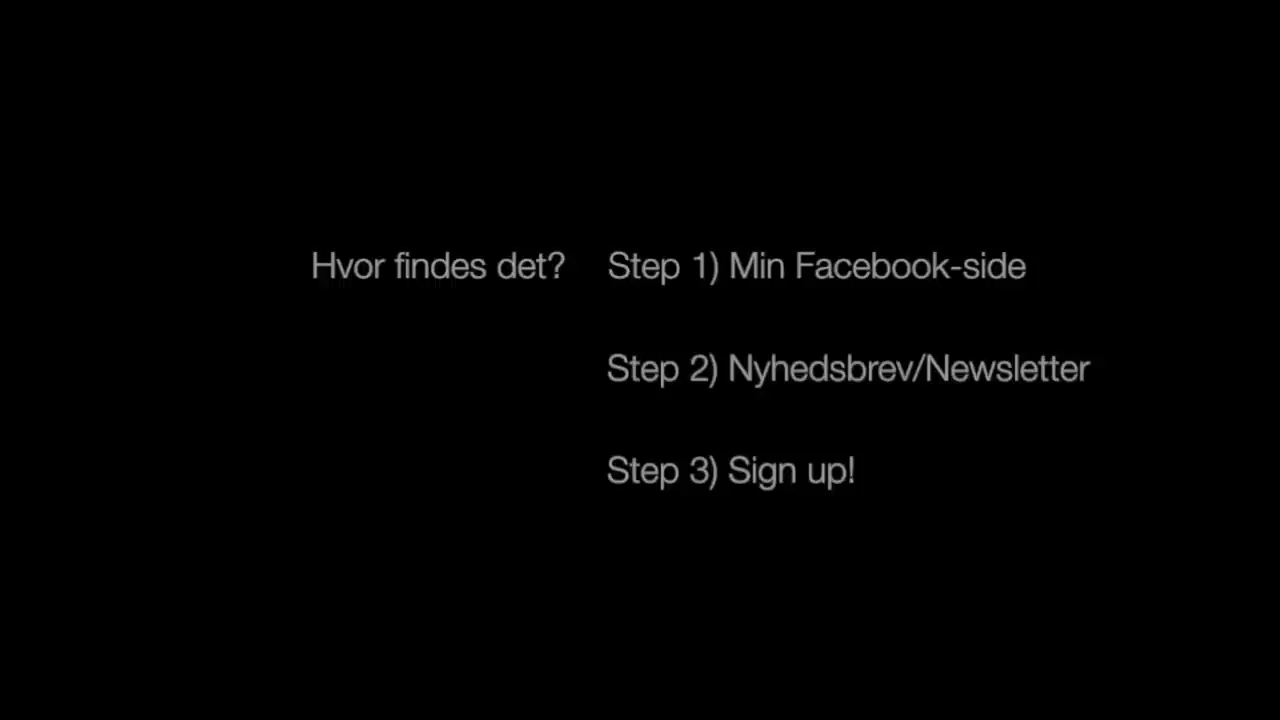 Hvor findes det? Step 1) Min Facebook-side
Step 2) Nyhedsbrev/Newsletter
Step 3) Sign up!